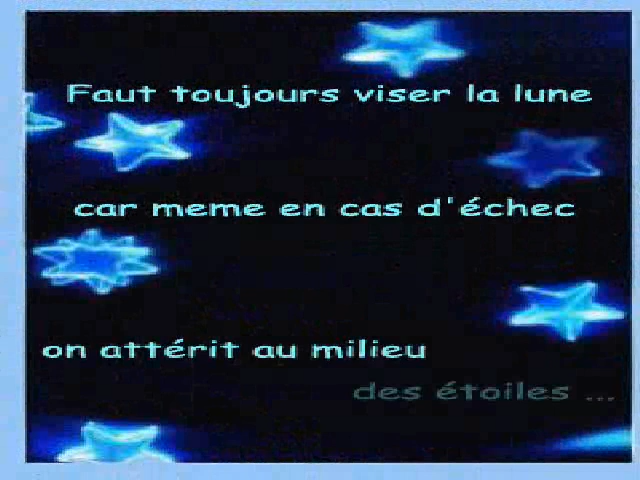 Faut toujours viser la lune
car meme en cas d'échec
on attérit au milieu
des étoiles ...